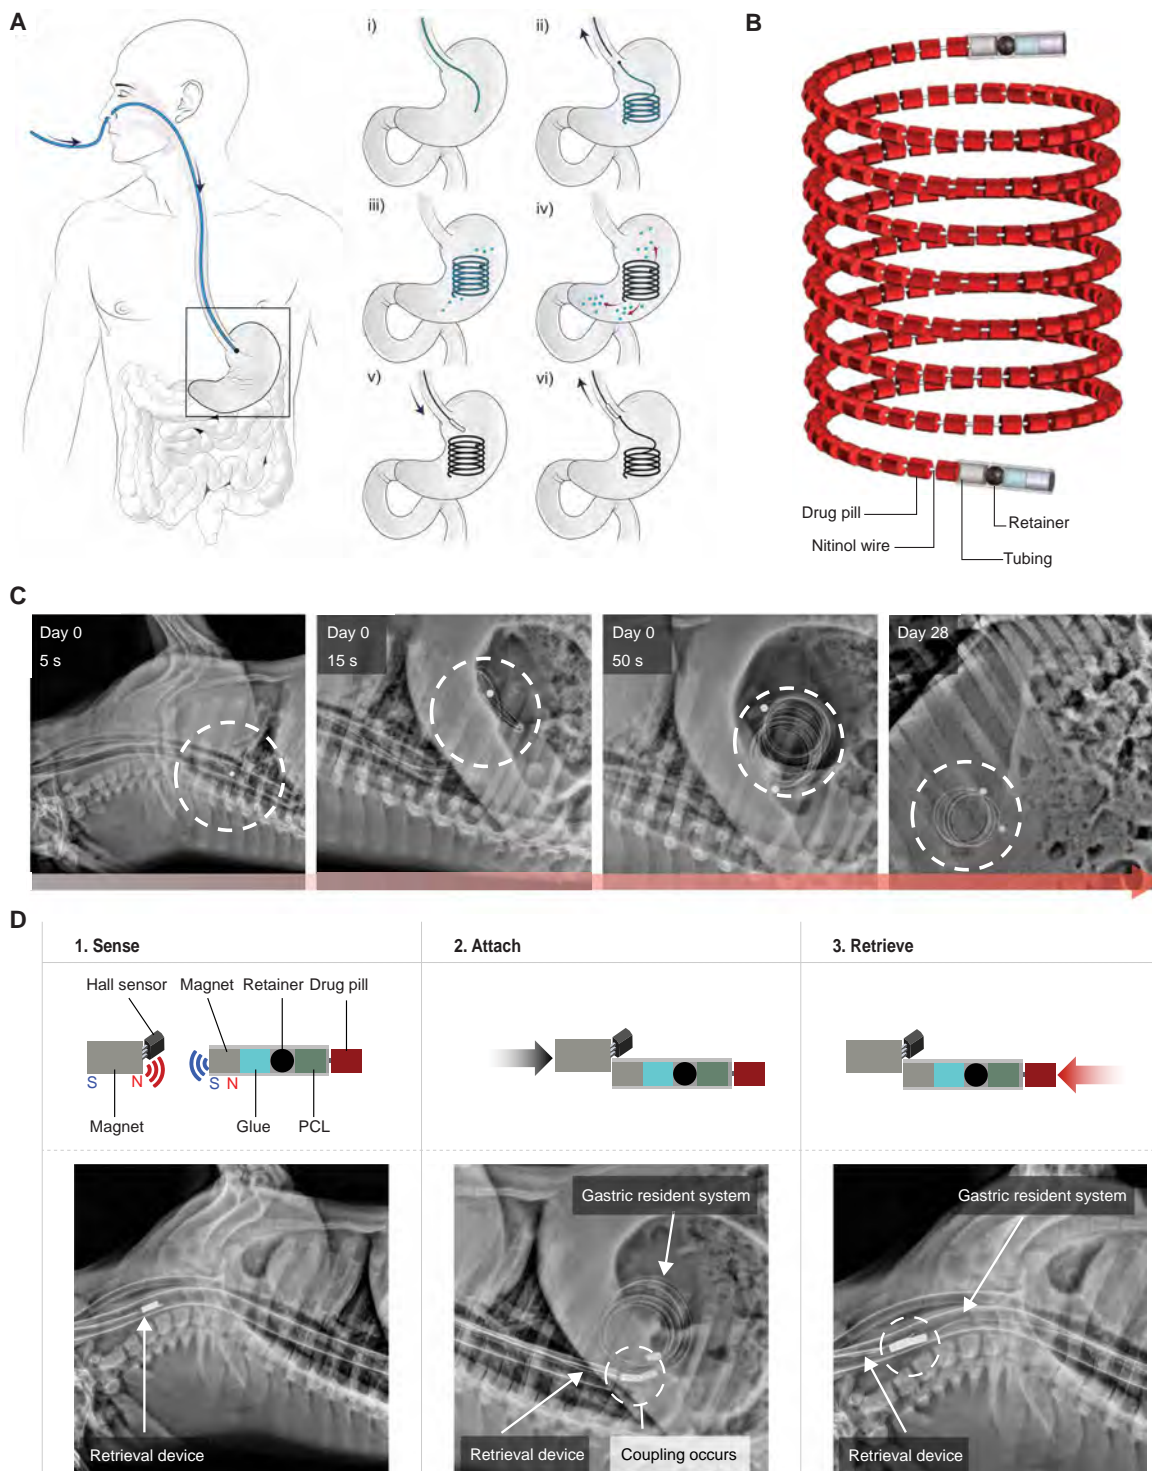 A
i)
ii)
iii)
iv)
v)
vi)
B
Drug pill
Retainer
Nitinol wire
Tubing
C
Day 0
5 s
Day 0
15 s
Day 0
50 s
Day 28
D
1. Sense
2. Attach
3. Retrieve
Hall sensor
Magnet
Retainer
Drug pill
S
N
S
N
Magnet
Glue
PCL
Gastric resident system
Gastric resident system
Retrieval device
Retrieval device
Coupling occurs
Retrieval device